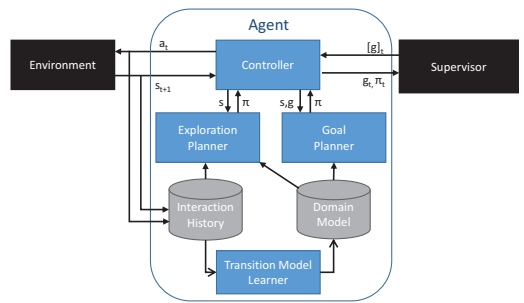 Agent
a_t
[g]_t
Environment
Controller
Supervisor
s_{t+1}
g_t, π_t
s π
s,g π
Exploration
Planner
Goal
Planner
Interaction
History
Domain
Model
Transition Model
Learner